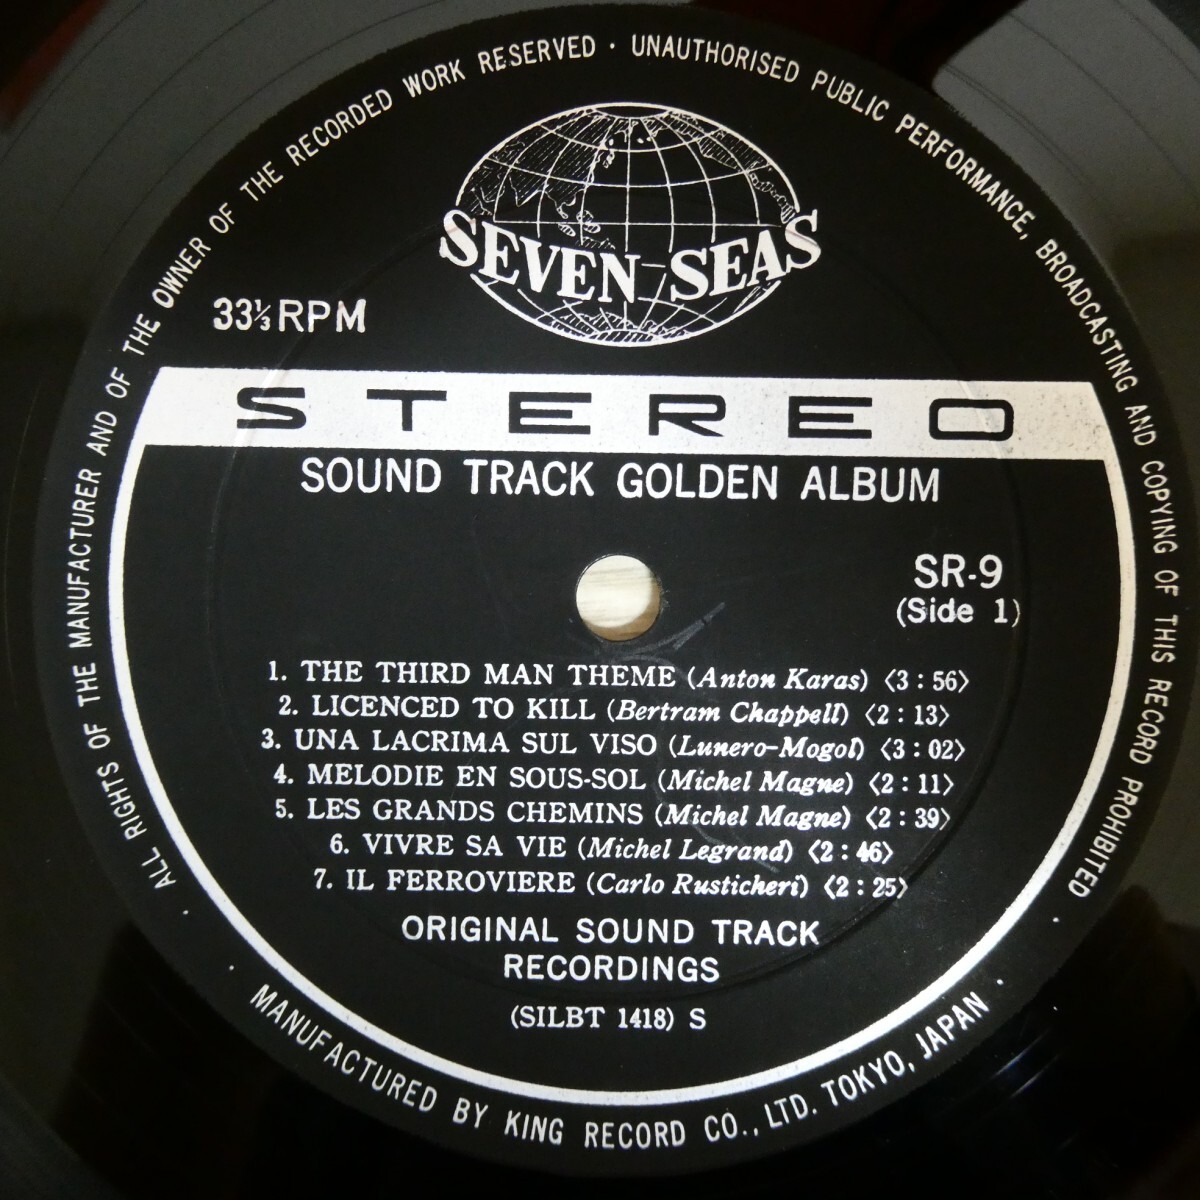 ALL RIGHTS OF THE MANUFACTURER AND OF THE OWNER OF THE RECORDED WORK RESERVED · UNAUTHORISED PUBLIC PERFORMANCE, BROADCASTING AND COPYING OF THIS RECORD PROHIBITED
SEVEN SEAS
33⅓ RPM
STEREO
SOUND TRACK GOLDEN ALBUM
SR-9
(Side 1)
1. THE THIRD MAN THEME (Anton Karas) 〈3:56〉
2. LICENCED TO KILL (Bertram Chappell) 〈2:13〉
3. UNA LACRIMA SUL VISO (Lunero-Mogol) 〈3:02〉
4. MELODIE EN SOUS-SOL (Michel Magne) 〈2:11〉
5. LES GRANDS CHEMINS (Michel Magne) 〈2:39〉
6. VIVRE SA VIE (Michel Legrand) 〈2:46〉
7. IL FERROVIERE (Carlo Rusticheri) 〈2:25〉
ORIGINAL SOUND TRACK
RECORDINGS
(SILBT 1418) S
· MANUFACTURED BY KING RECORD CO., LTD. TOKYO, JAPAN ·